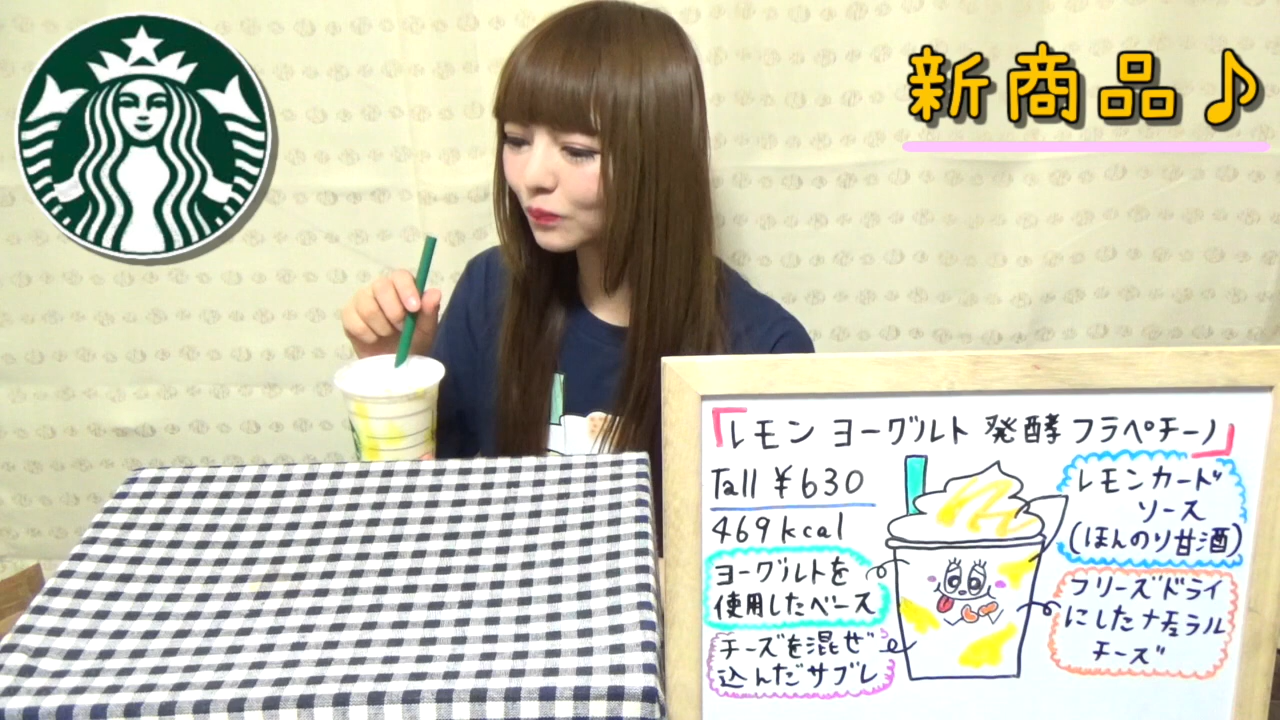 新商品♪
「レモンヨーグルト発酵フラペチーノ」
Tall ¥630
469kcal
ヨーグルトを
使用したベース
チーズを混ぜ
込んだサブレ
レモンカード
ソース
(ほんのり甘酒)
フリーズドライ
にしたナチュラル
チーズ